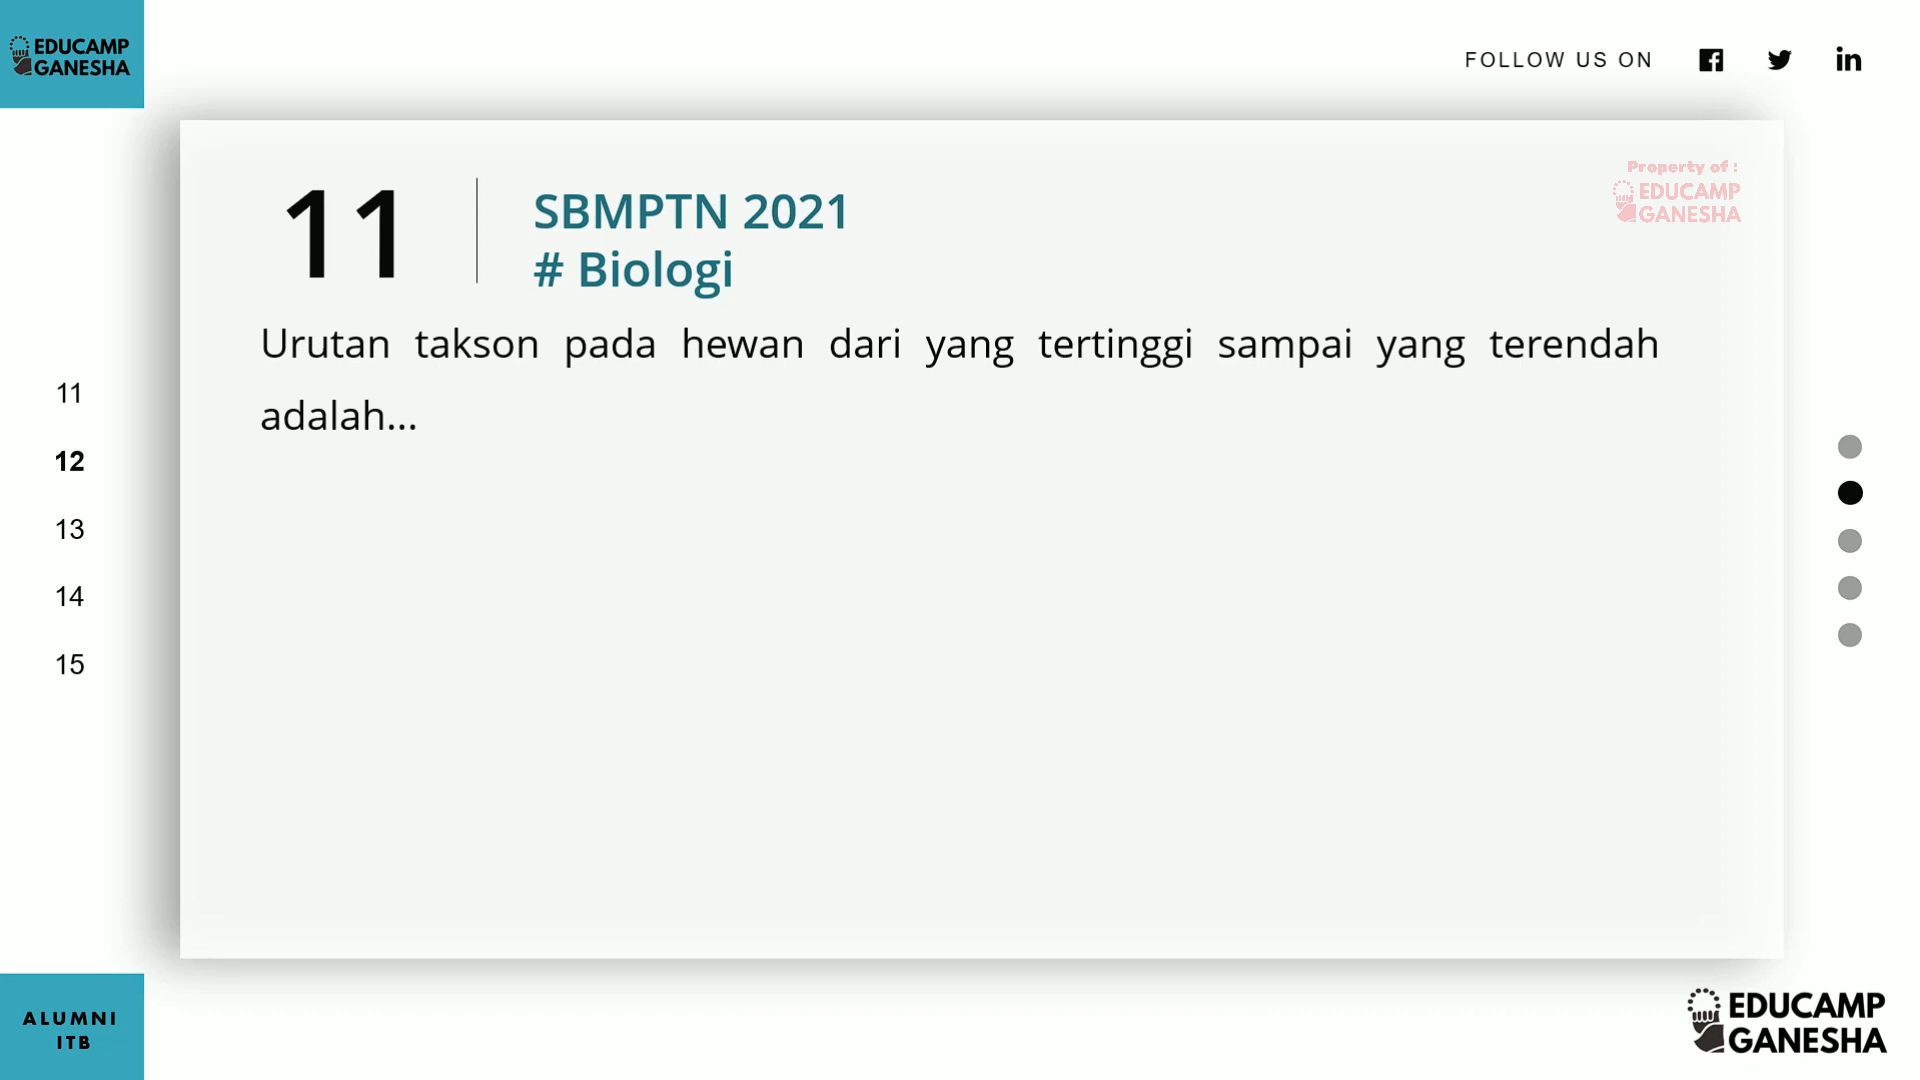 EDUCAMP
GANESHA
FOLLOW US ON
Property of :
EDUCAMP
GANESHA
11
SBMPTN 2021
# Biologi
Urutan takson pada hewan dari yang tertinggi sampai yang terendah
adalah...
11
12
13
14
15
ALUMNI
ITB
EDUCAMP
GANESHA